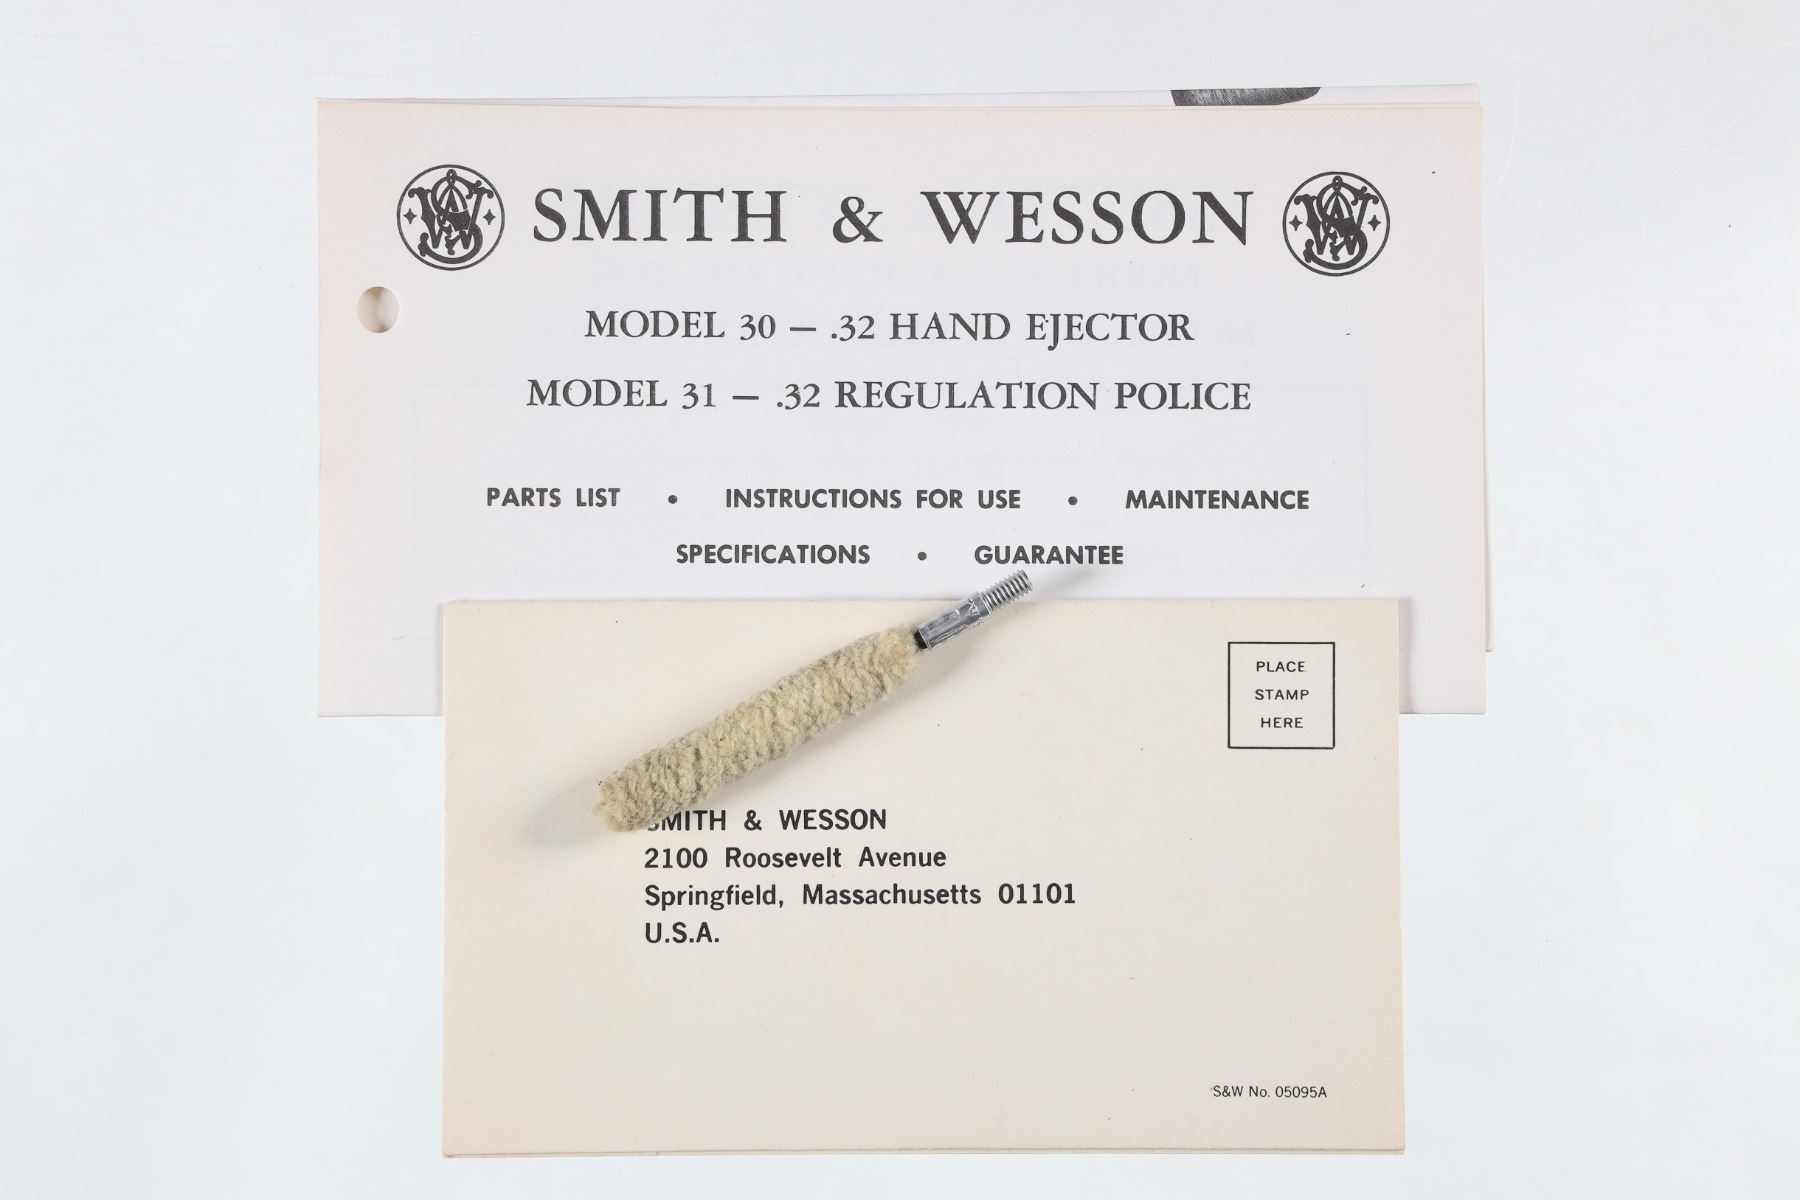 SMITH & WESSON
MODEL 30 — .32 HAND EJECTOR
MODEL 31 — .32 REGULATION POLICE
PARTS LIST • INSTRUCTIONS FOR USE • MAINTENANCE
SPECIFICATIONS • GUARANTEE
PLACE
STAMP
HERE
SMITH & WESSON
2100 Roosevelt Avenue
Springfield, Massachusetts 01101
U.S.A.
S&W No. 05095A